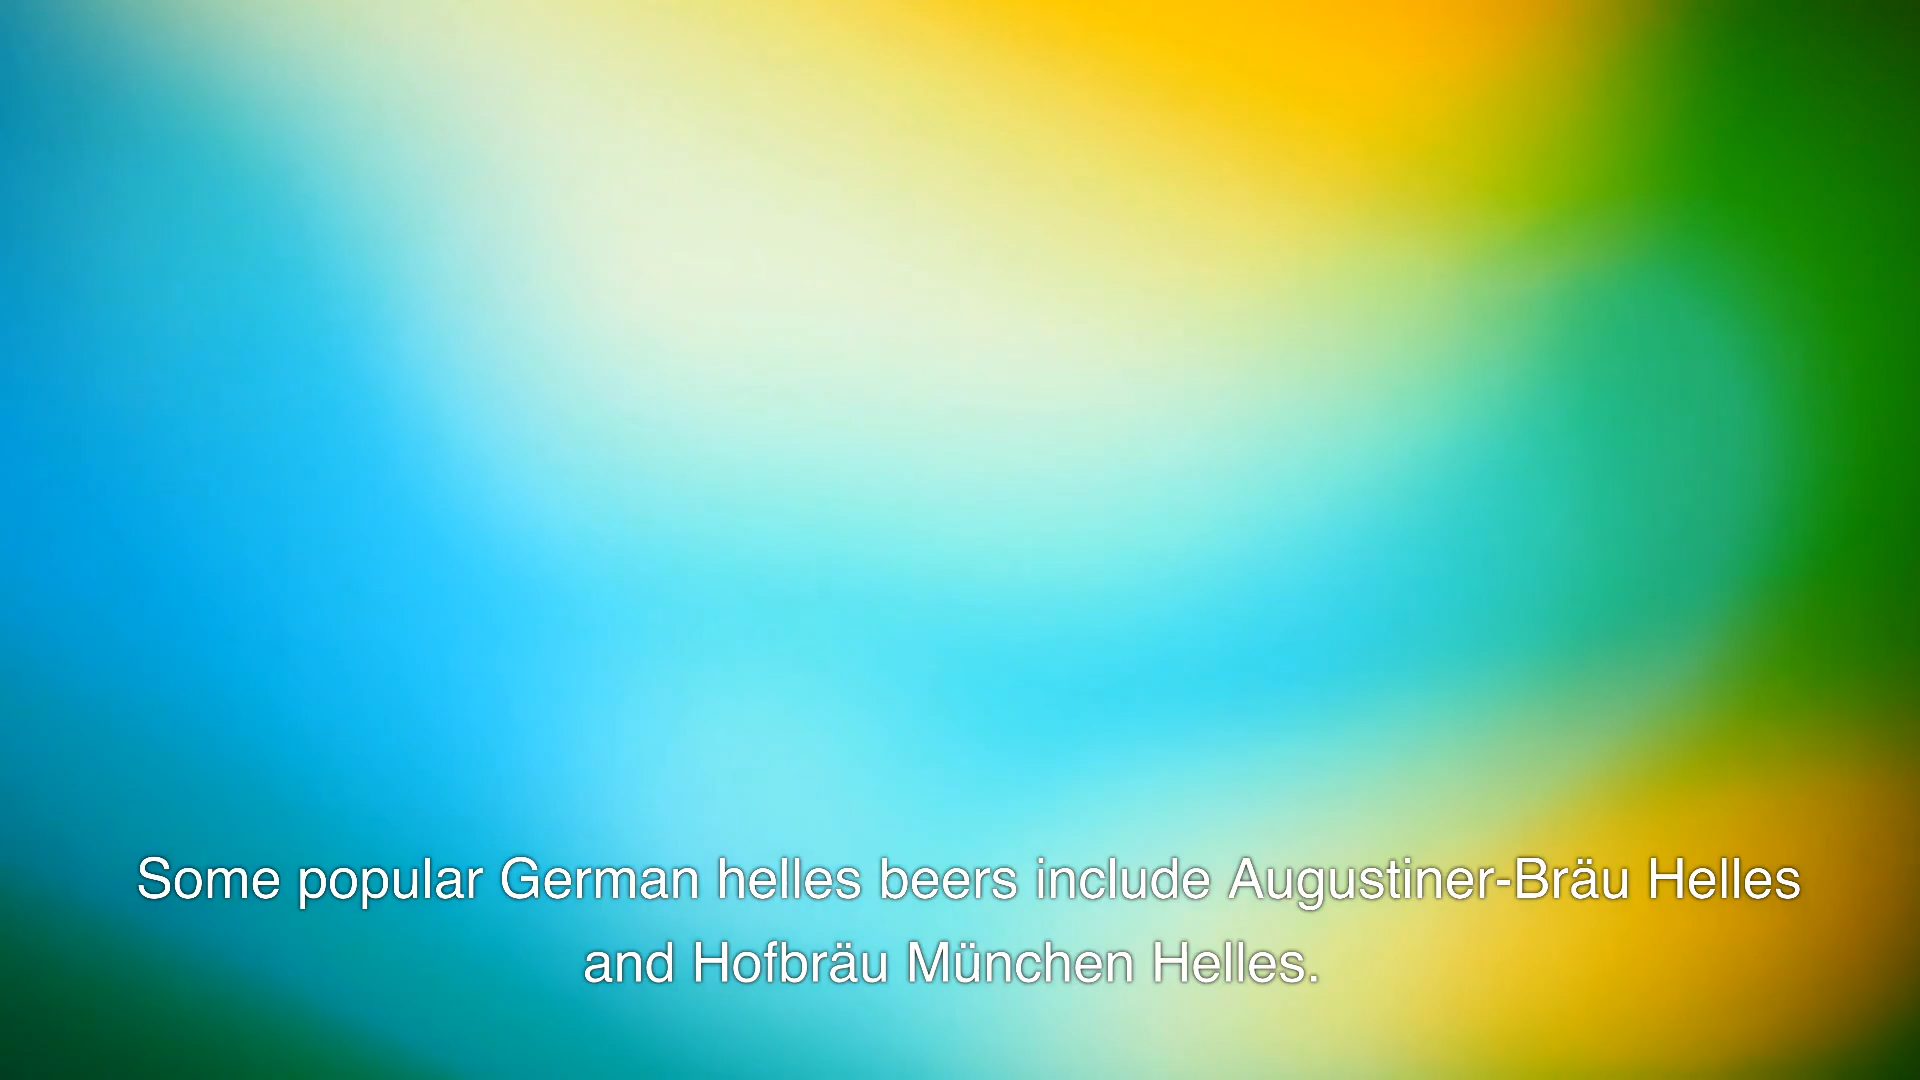 Some popular German helles beers include Augustiner-Bräu Helles
and Hofbräu München Helles.